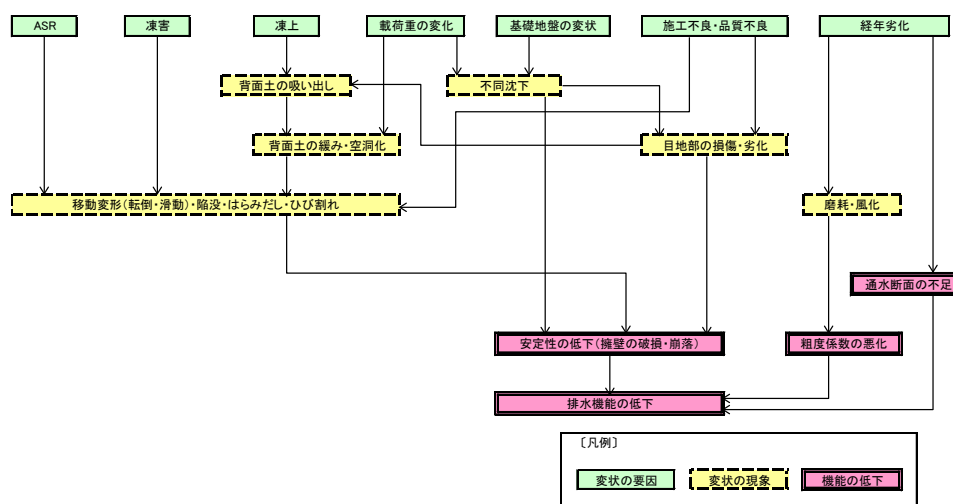 ASR
凍害
凍上
載荷重の変化
基礎地盤の変状
施工不良・品質不良
経年劣化
背面土の吸い出し
不同沈下
背面土の緩み・空洞化
目地部の損傷・劣化
移動変形(転倒・滑動)・陥没・はらみだし・ひび割れ
磨耗・風化
通水断面の不足
安定性の低下(擁壁の破損・崩落)
粗度係数の悪化
排水機能の低下
〔凡例〕
変状の要因
変状の現象
機能の低下